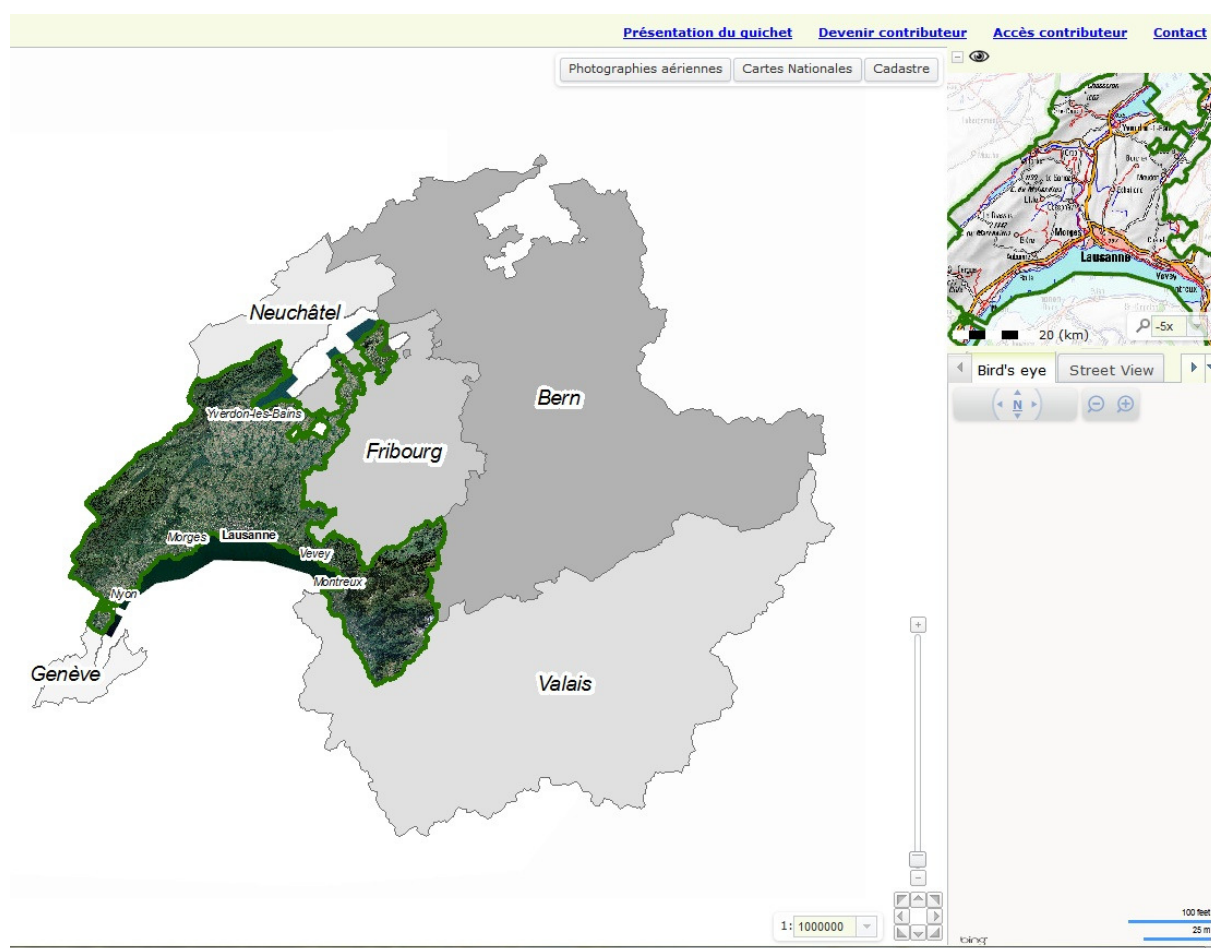 Présentation du guichet Devenir contributeur Accès contributeur Contact
Photographies aériennes Cartes Nationales Cadastre
Neuchâtel
Bern
Yverdon-les-Bains
Fribourg
Morges Lausanne
Vevey
Montreux
Nyon
Genève
Valais
1: 1000000
Morges
Lausanne
Vevey
20 (km)
-5x
Bird's eye Street View
N
100 feet
25 m
bing